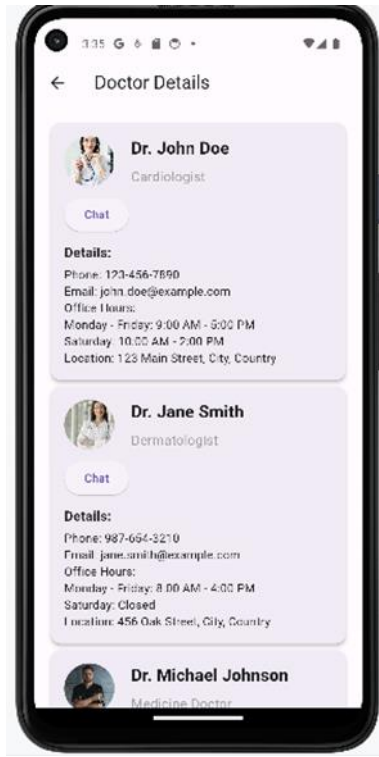 3:35 G
Doctor Details
Dr. John Doe
Cardiologist
Chat
Details:
Phone: 123-456-7890
Email: john.doe@example.com
Office Hours:
Monday - Friday: 9:00 AM - 5:00 PM
Saturday: 10:00 AM - 2:00 PM
Location: 123 Main Street, City, Country
Dr. Jane Smith
Dermatologist
Chat
Details:
Phone: 987-654-3210
Email: jane.smith@example.com
Office Hours:
Monday - Friday: 8:00 AM - 4:00 PM
Saturday: Closed
Location: 456 Oak Street, City, Country
Dr. Michael Johnson
Medicine Doctor